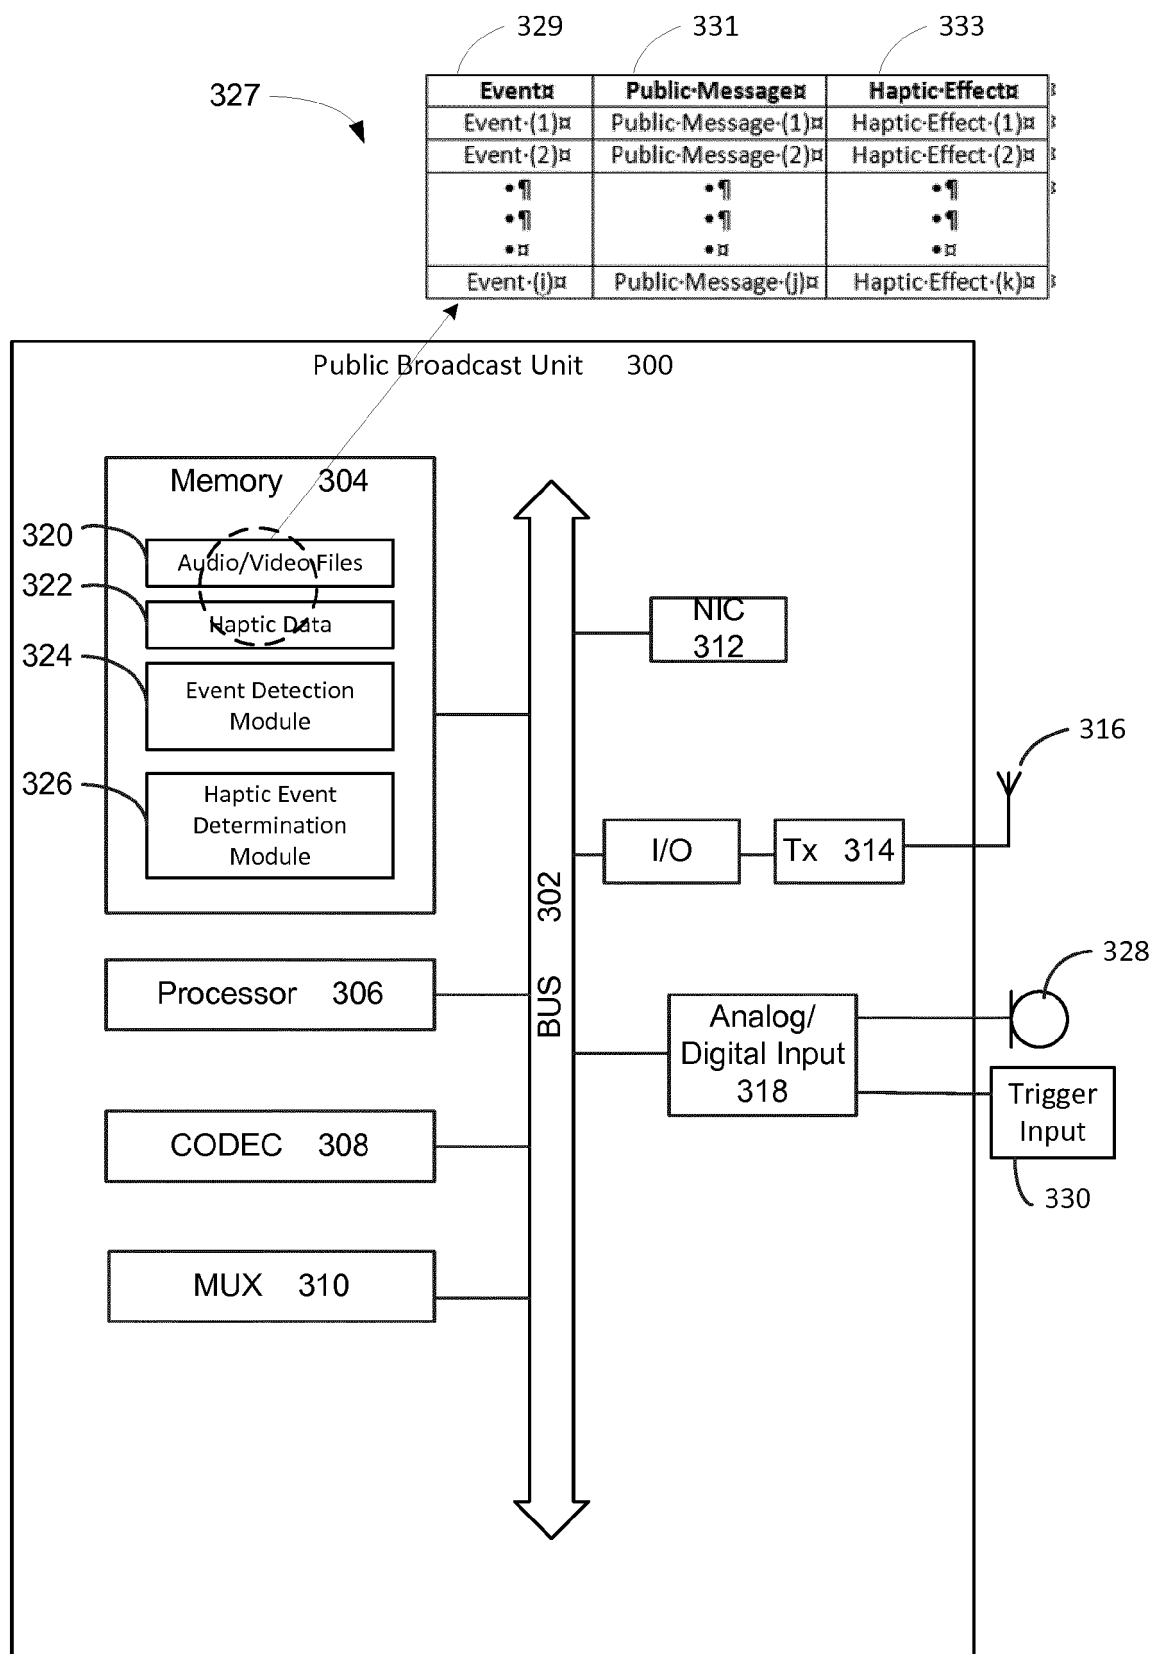 329 331 333
327
Event¤ Public·Message¤ Haptic·Effect¤
Event·(1)¤ Public·Message·(1)¤ Haptic·Effect·(1)¤
Event·(2)¤ Public·Message·(2)¤ Haptic·Effect·(2)¤
•¶ •¶ •¶
•¶ •¶ •¶
•¤ •¤ •¤
Event·(i)¤ Public·Message·(j)¤ Haptic·Effect·(k)¤
Public Broadcast Unit 300
Memory 304
320
Audio/Video Files
322
Haptic Data
324
Event Detection
Module
326
Haptic Event
Determination
Module
NIC
312
316
I/O
Tx 314
BUS 302
Processor 306
328
Analog/
Digital Input
318
Trigger
Input
330
CODEC 308
MUX 310